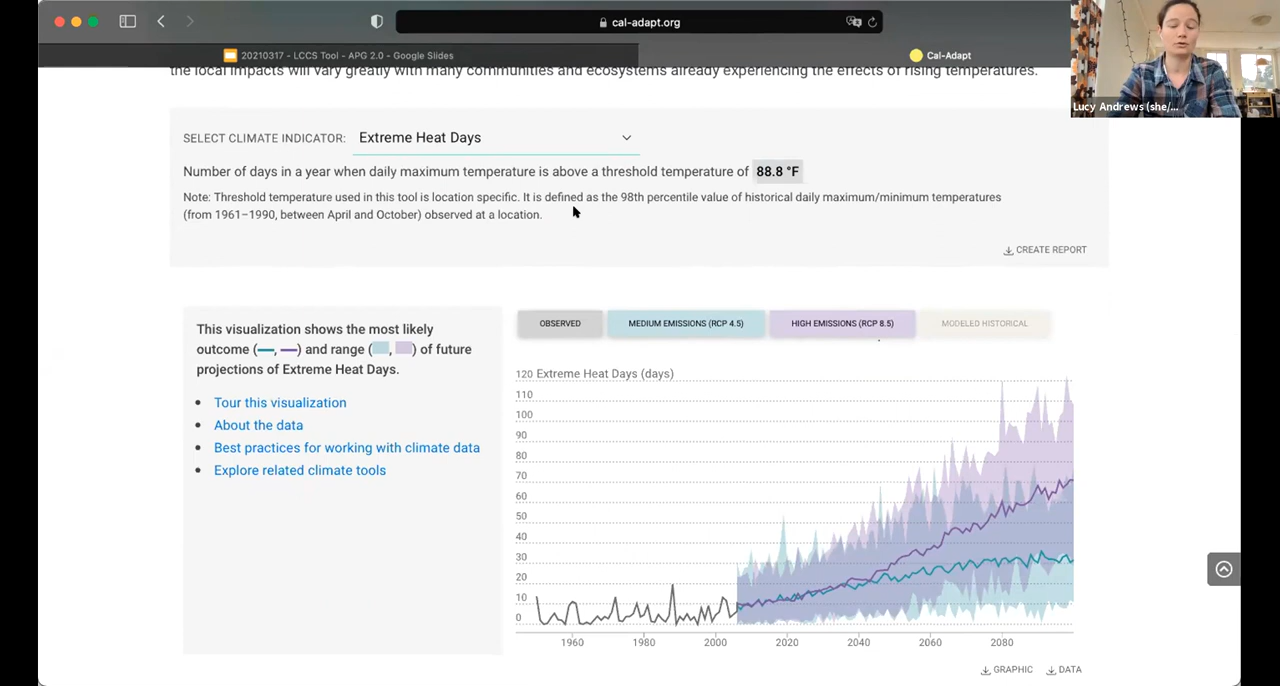 cal-adapt.org
20210317 - LCCS Tool - APG 2.0 - Google Slides
Cal-Adapt
Lucy Andrews (she/...
the local impacts will vary greatly with many communities and ecosystems already experiencing the effects of rising temperatures.
SELECT CLIMATE INDICATOR: Extreme Heat Days
Number of days in a year when daily maximum temperature is above a threshold temperature of 88.8 °F
Note: Threshold temperature used in this tool is location specific. It is defined as the 98th percentile value of historical daily maximum/minimum temperatures
(from 1961–1990, between April and October) observed at a location.
CREATE REPORT
This visualization shows the most likely
outcome (—, —) and range ( , ) of future
projections of Extreme Heat Days.
• Tour this visualization
• About the data
• Best practices for working with climate data
• Explore related climate tools
OBSERVED
MEDIUM EMISSIONS (RCP 4.5)
HIGH EMISSIONS (RCP 8.5)
MODELED HISTORICAL
120 Extreme Heat Days (days)
110
100
90
80
70
60
50
40
30
20
10
0
1960 1980 2000 2020 2040 2060 2080
GRAPHIC DATA